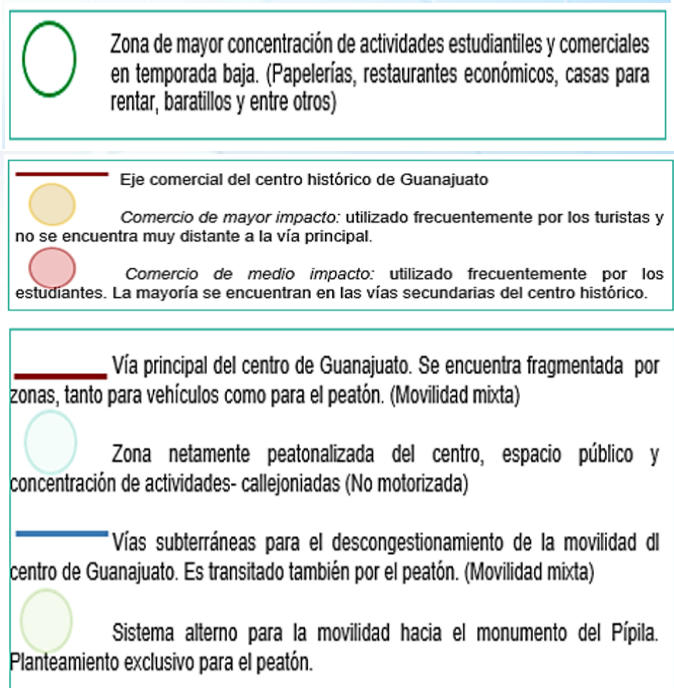 Zona de mayor concentración de actividades estudiantiles y comerciales
en temporada baja. (Papelerías, restaurantes económicos, casas para
rentar, baratillos y entre otros)
Eje comercial del centro histórico de Guanajuato
Comercio de mayor impacto: utilizado frecuentemente por los turistas y
no se encuentra muy distante a la vía principal.
Comercio de medio impacto: utilizado frecuentemente por los
estudiantes. La mayoría se encuentran en las vías secundarias del centro histórico.
Vía principal del centro de Guanajuato. Se encuentra fragmentada por
zonas, tanto para vehículos como para el peatón. (Movilidad mixta)
Zona netamente peatonalizada del centro, espacio público y
concentración de actividades- callejoniadas (No motorizada)
Vías subterráneas para el descongestionamiento de la movilidad dl
centro de Guanajuato. Es transitado también por el peatón. (Movilidad mixta)
Sistema alterno para la movilidad hacia el monumento del Pípila.
Planteamiento exclusivo para el peatón.